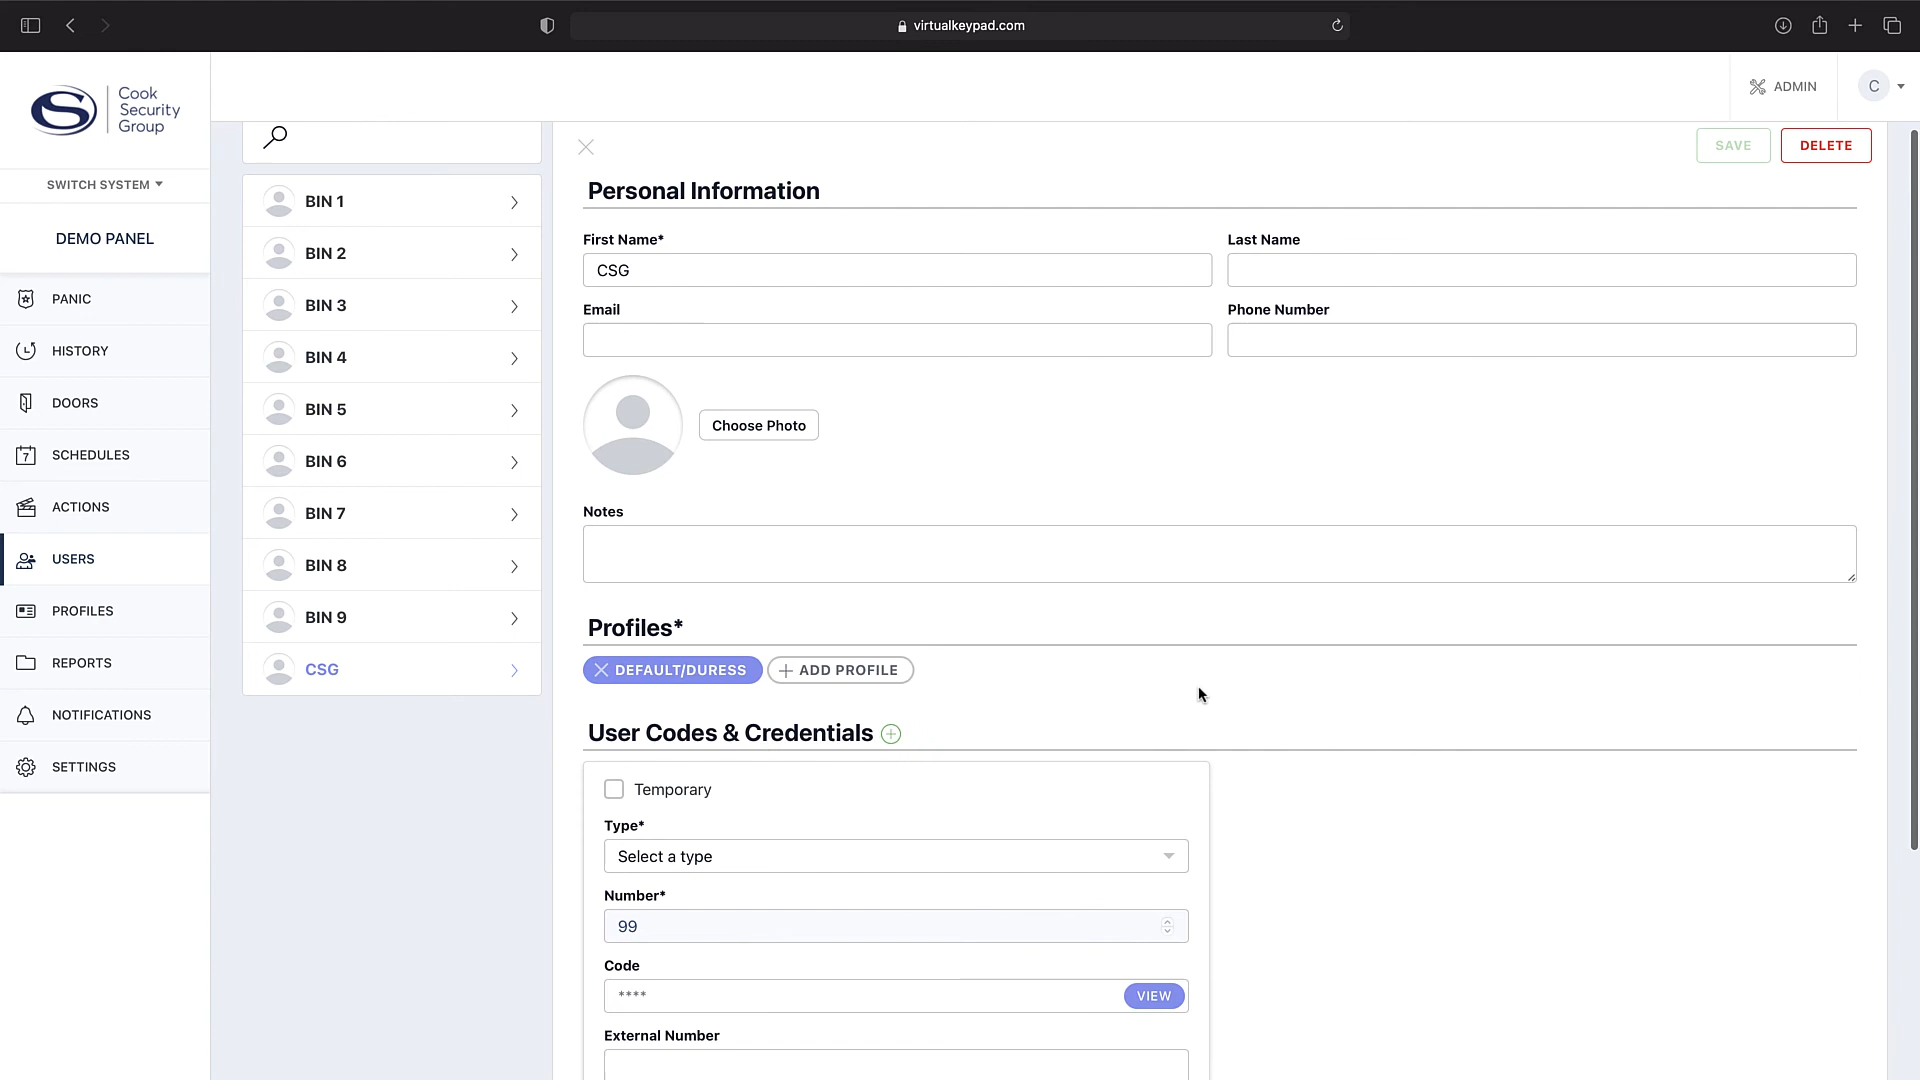 virtualkeypad.com
Cook
Security
Group
ADMIN
C
SWITCH SYSTEM
DEMO PANEL
PANIC
HISTORY
DOORS
7
SCHEDULES
ACTIONS
USERS
PROFILES
REPORTS
NOTIFICATIONS
SETTINGS
BIN 1
BIN 2
BIN 3
BIN 4
BIN 5
BIN 6
BIN 7
BIN 8
BIN 9
CSG
SAVE
DELETE
Personal Information
First Name*
Last Name
CSG
Email
Phone Number
Choose Photo
Notes
Profiles*
DEFAULT/DURESS
ADD PROFILE
User Codes & Credentials
Temporary
Type*
Select a type
Number*
99
Code
****
VIEW
External Number